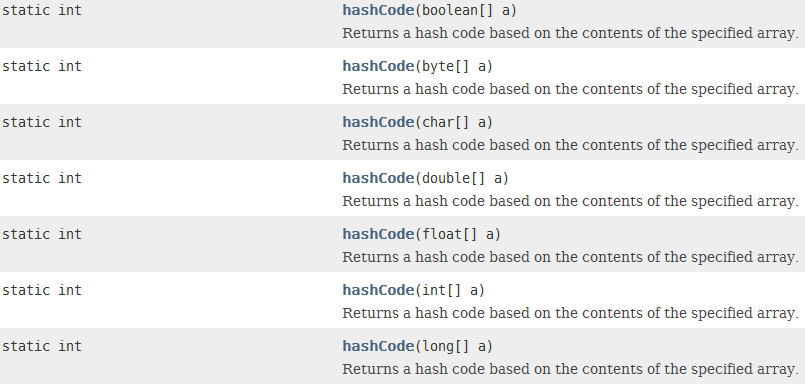 static int hashCode(boolean[] a)
Returns a hash code based on the contents of the specified array.
static int hashCode(byte[] a)
Returns a hash code based on the contents of the specified array.
static int hashCode(char[] a)
Returns a hash code based on the contents of the specified array.
static int hashCode(double[] a)
Returns a hash code based on the contents of the specified array.
static int hashCode(float[] a)
Returns a hash code based on the contents of the specified array.
static int hashCode(int[] a)
Returns a hash code based on the contents of the specified array.
static int hashCode(long[] a)
Returns a hash code based on the contents of the specified array.